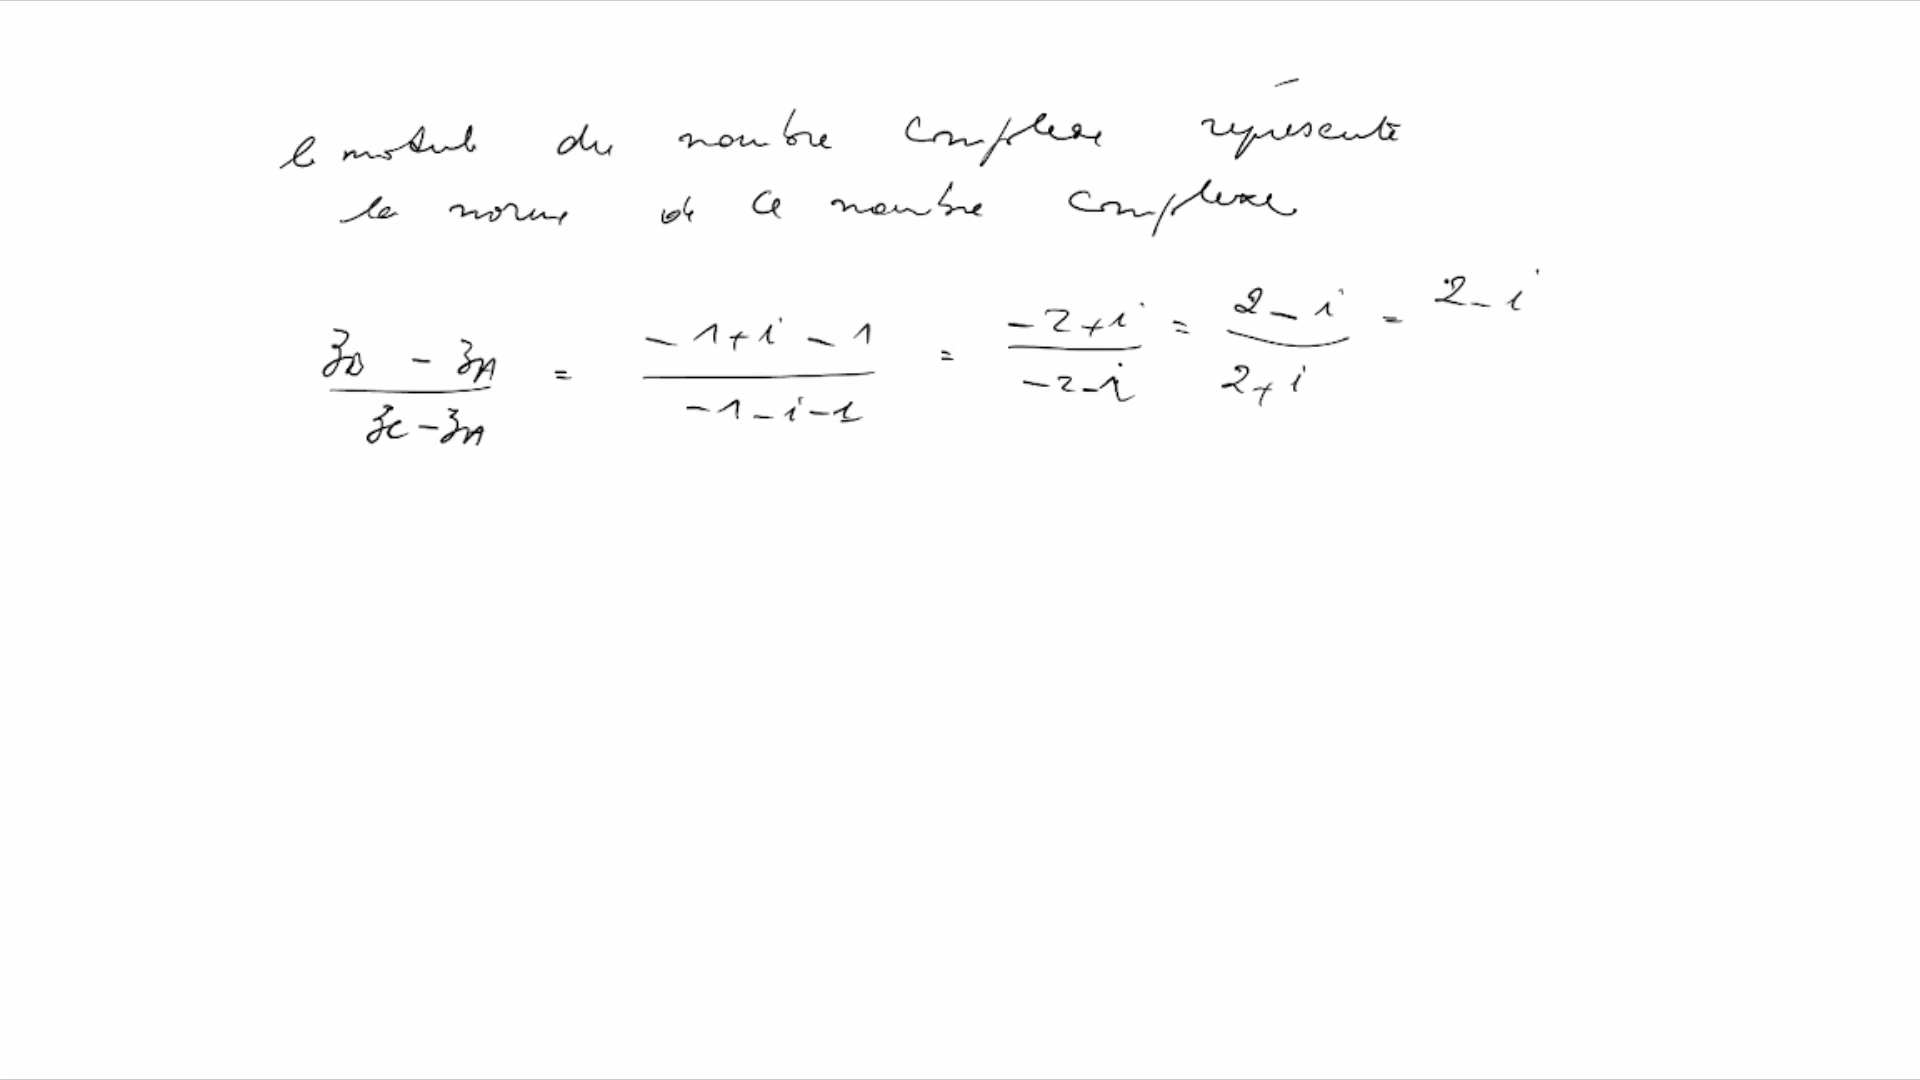 le module du nombre complexe représente
la norme de ce nombre complexe
(zB - zA)/(zC - zA) = (-1+i-1)/(-1-i-1) = (-2+i)/(-2-i) = (2-i)/(2+i) = 2-i